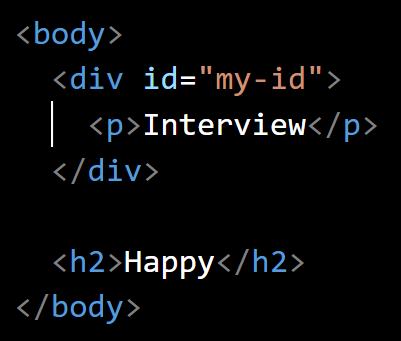 <body>
<div id="my-id">
<p>Interview</p>
</div>
<h2>Happy</h2>
</body>